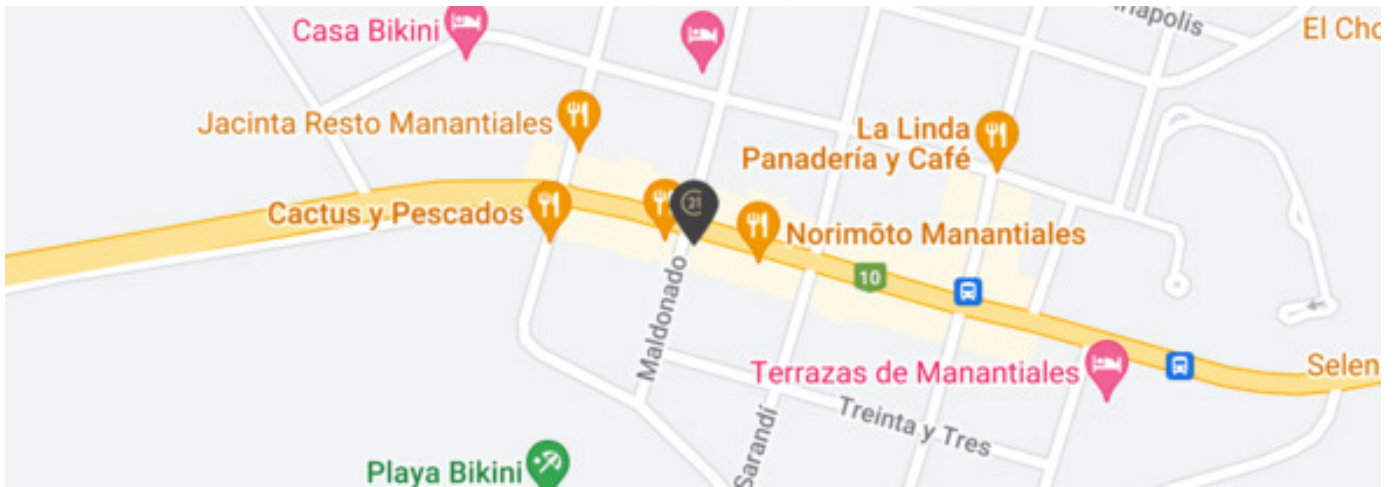 Casa Bikini
El Cho
Jacinta Resto Manantiales
La Linda
Panadería y Café
21
Cactus y Pescados
Norimōto Manantiales
10
Maldonado
Terrazas de Manantiales
Selen
Treinta y Tres
Sarandí
Playa Bikini